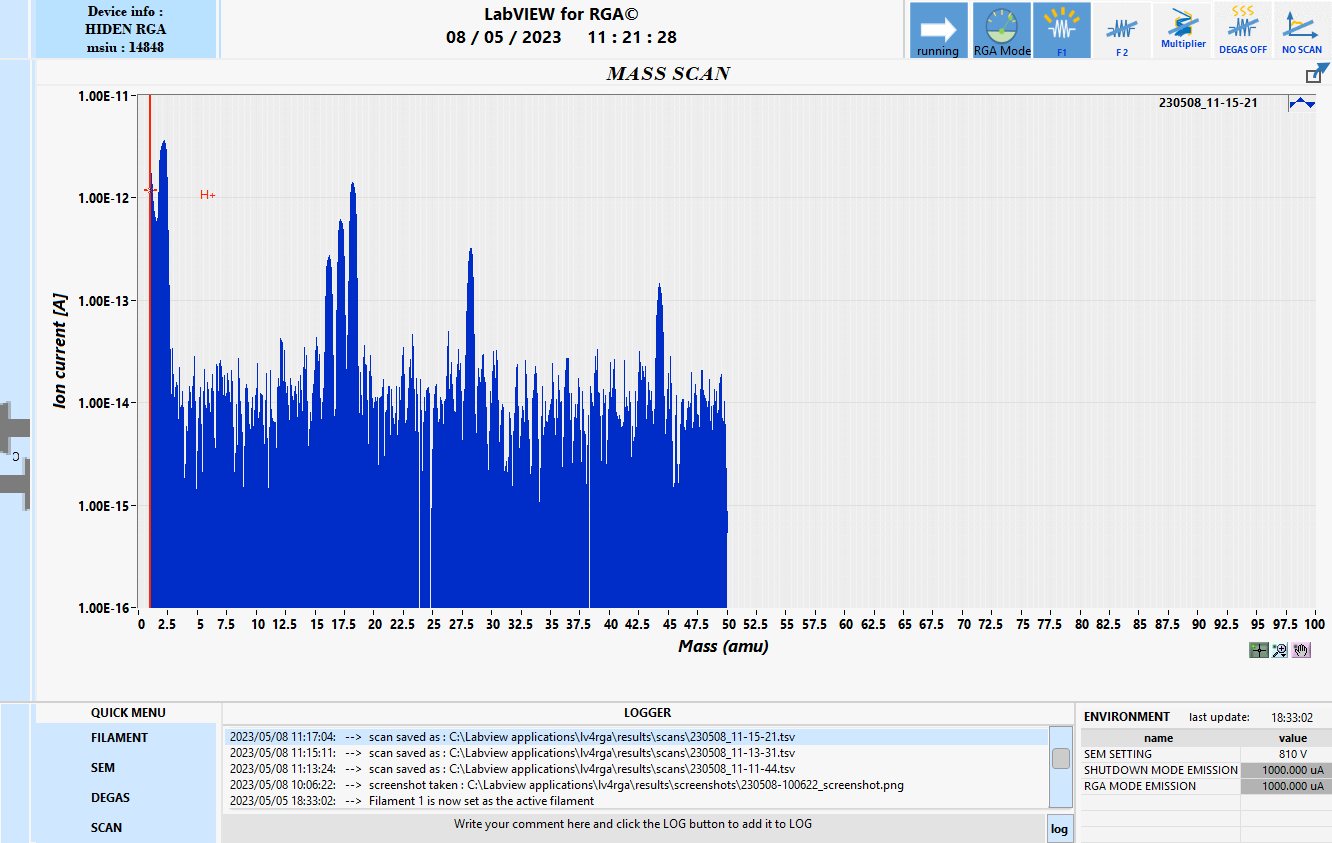 Device info :
HIDEN RGA
msiu : 14848
LabVIEW for RGA©
08 / 05 / 2023 11 : 21 : 28
running
RGA Mode
F1
F 2
Multiplier
DEGAS OFF
NO SCAN
MASS SCAN
230508_11-15-21
H+
Ion current [A]
1.00E-11
1.00E-12
1.00E-13
1.00E-14
1.00E-15
1.00E-16
0 2.5 5 7.5 10 12.5 15 17.5 20 22.5 25 27.5 30 32.5 35 37.5 40 42.5 45 47.5 50 52.5 55 57.5 60 62.5 65 67.5 70 72.5 75 77.5 80 82.5 85 87.5 90 92.5 95 97.5 100
Mass (amu)
QUICK MENU
FILAMENT
SEM
DEGAS
SCAN
LOGGER
2023/05/08 11:17:04: --> scan saved as : C:\Labview applications\lv4rga\results\scans\230508_11-15-21.tsv
2023/05/08 11:15:11: --> scan saved as : C:\Labview applications\lv4rga\results\scans\230508_11-13-31.tsv
2023/05/08 11:13:24: --> scan saved as : C:\Labview applications\lv4rga\results\scans\230508_11-11-44.tsv
2023/05/08 10:06:22: --> screenshot taken : C:\Labview applications\lv4rga\results\screenshots\230508-100622_screenshot.png
2023/05/05 18:33:02: --> Filament 1 is now set as the active filament
Write your comment here and click the LOG button to add it to LOG
log
ENVIRONMENT last update: 18:33:02
name value
SEM SETTING 810 V
SHUTDOWN MODE EMISSION 1000.000 uA
RGA MODE EMISSION 1000.000 uA